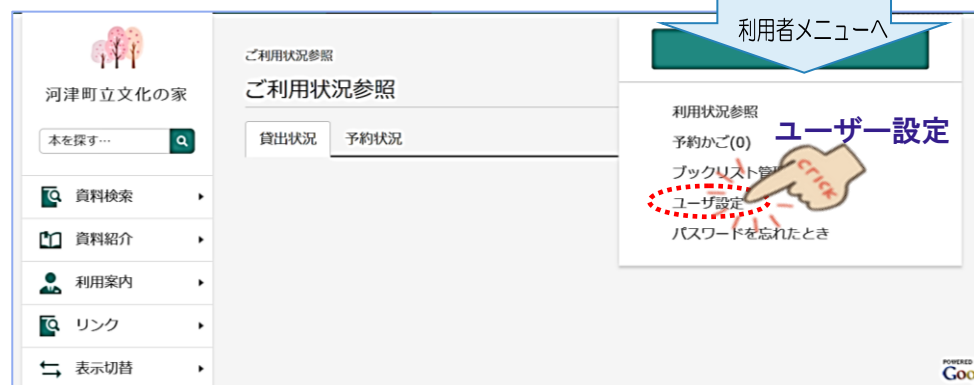 利用者メニューへ
河津町立文化の家
本を探す…
資料検索
資料紹介
利用案内
リンク
表示切替
ご利用状況参照
ご利用状況参照
貸出状況 予約状況
利用状況参照
予約かご(0)
ユーザー設定
ブックリスト管
CLICK
ユーザ設定
パスワードを忘れたとき
POWERED
Goo